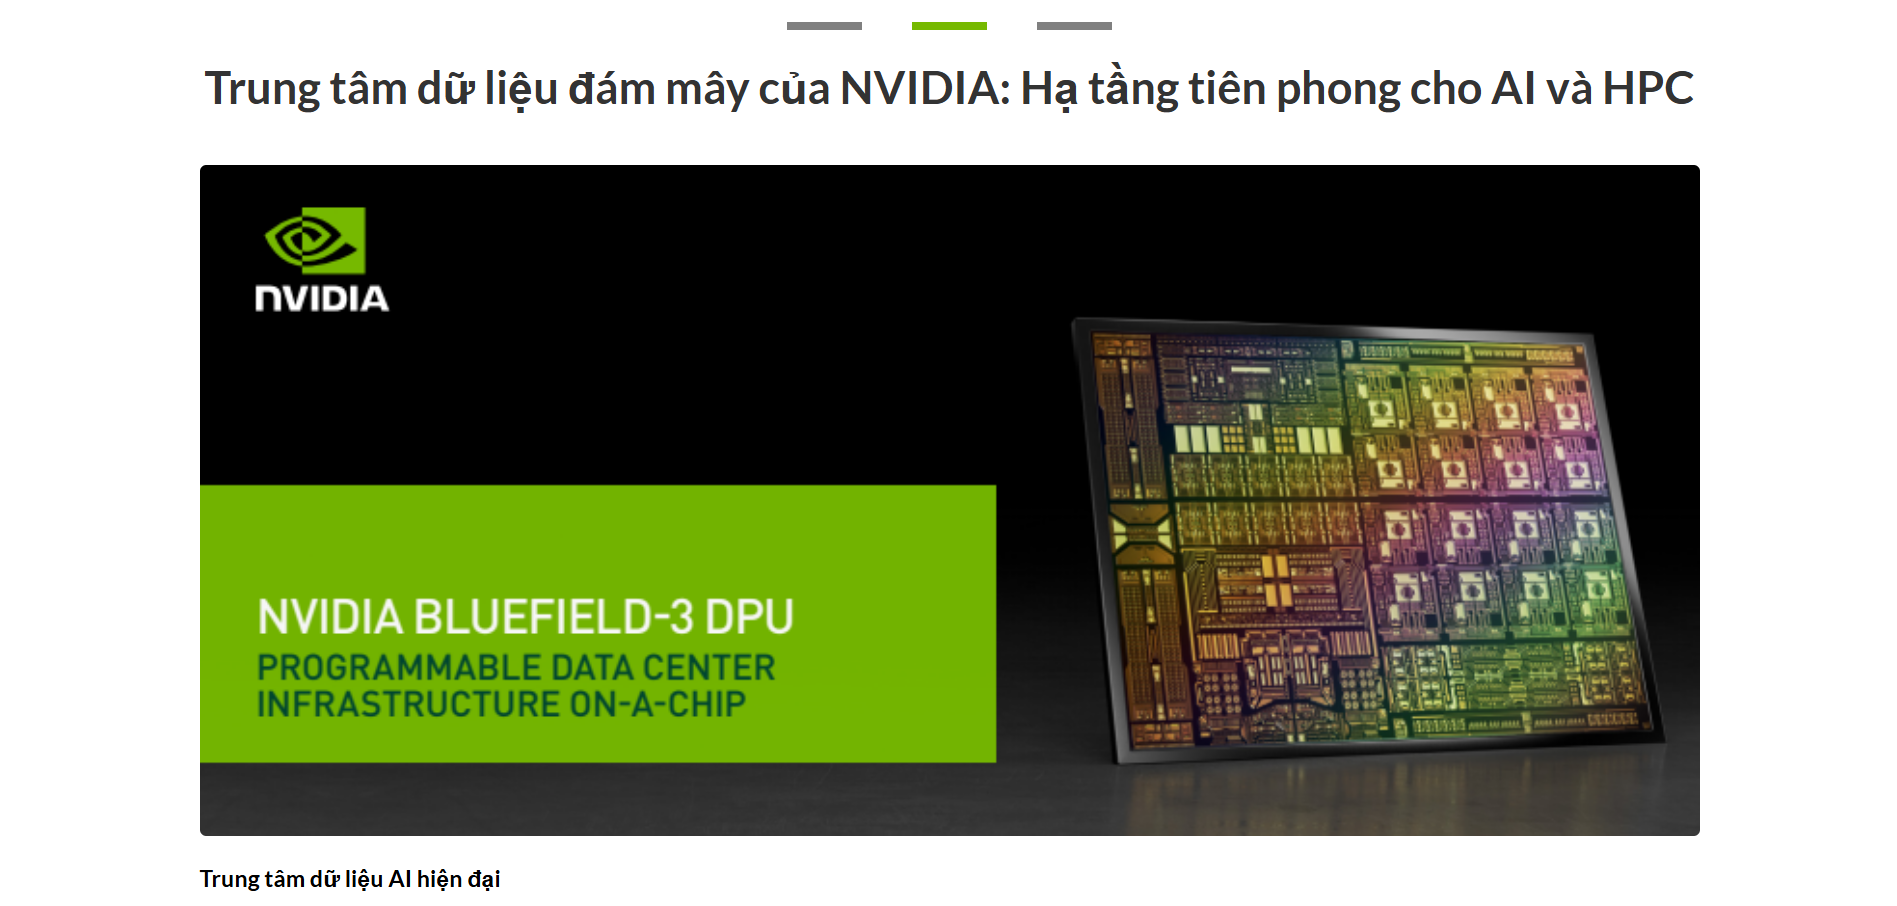 Trung tâm dữ liệu đám mây của NVIDIA: Hạ tầng tiên phong cho AI và HPC
NVIDIA
NVIDIA BLUEFIELD-3 DPU
PROGRAMMABLE DATA CENTER
INFRASTRUCTURE ON-A-CHIP
Trung tâm dữ liệu AI hiện đại